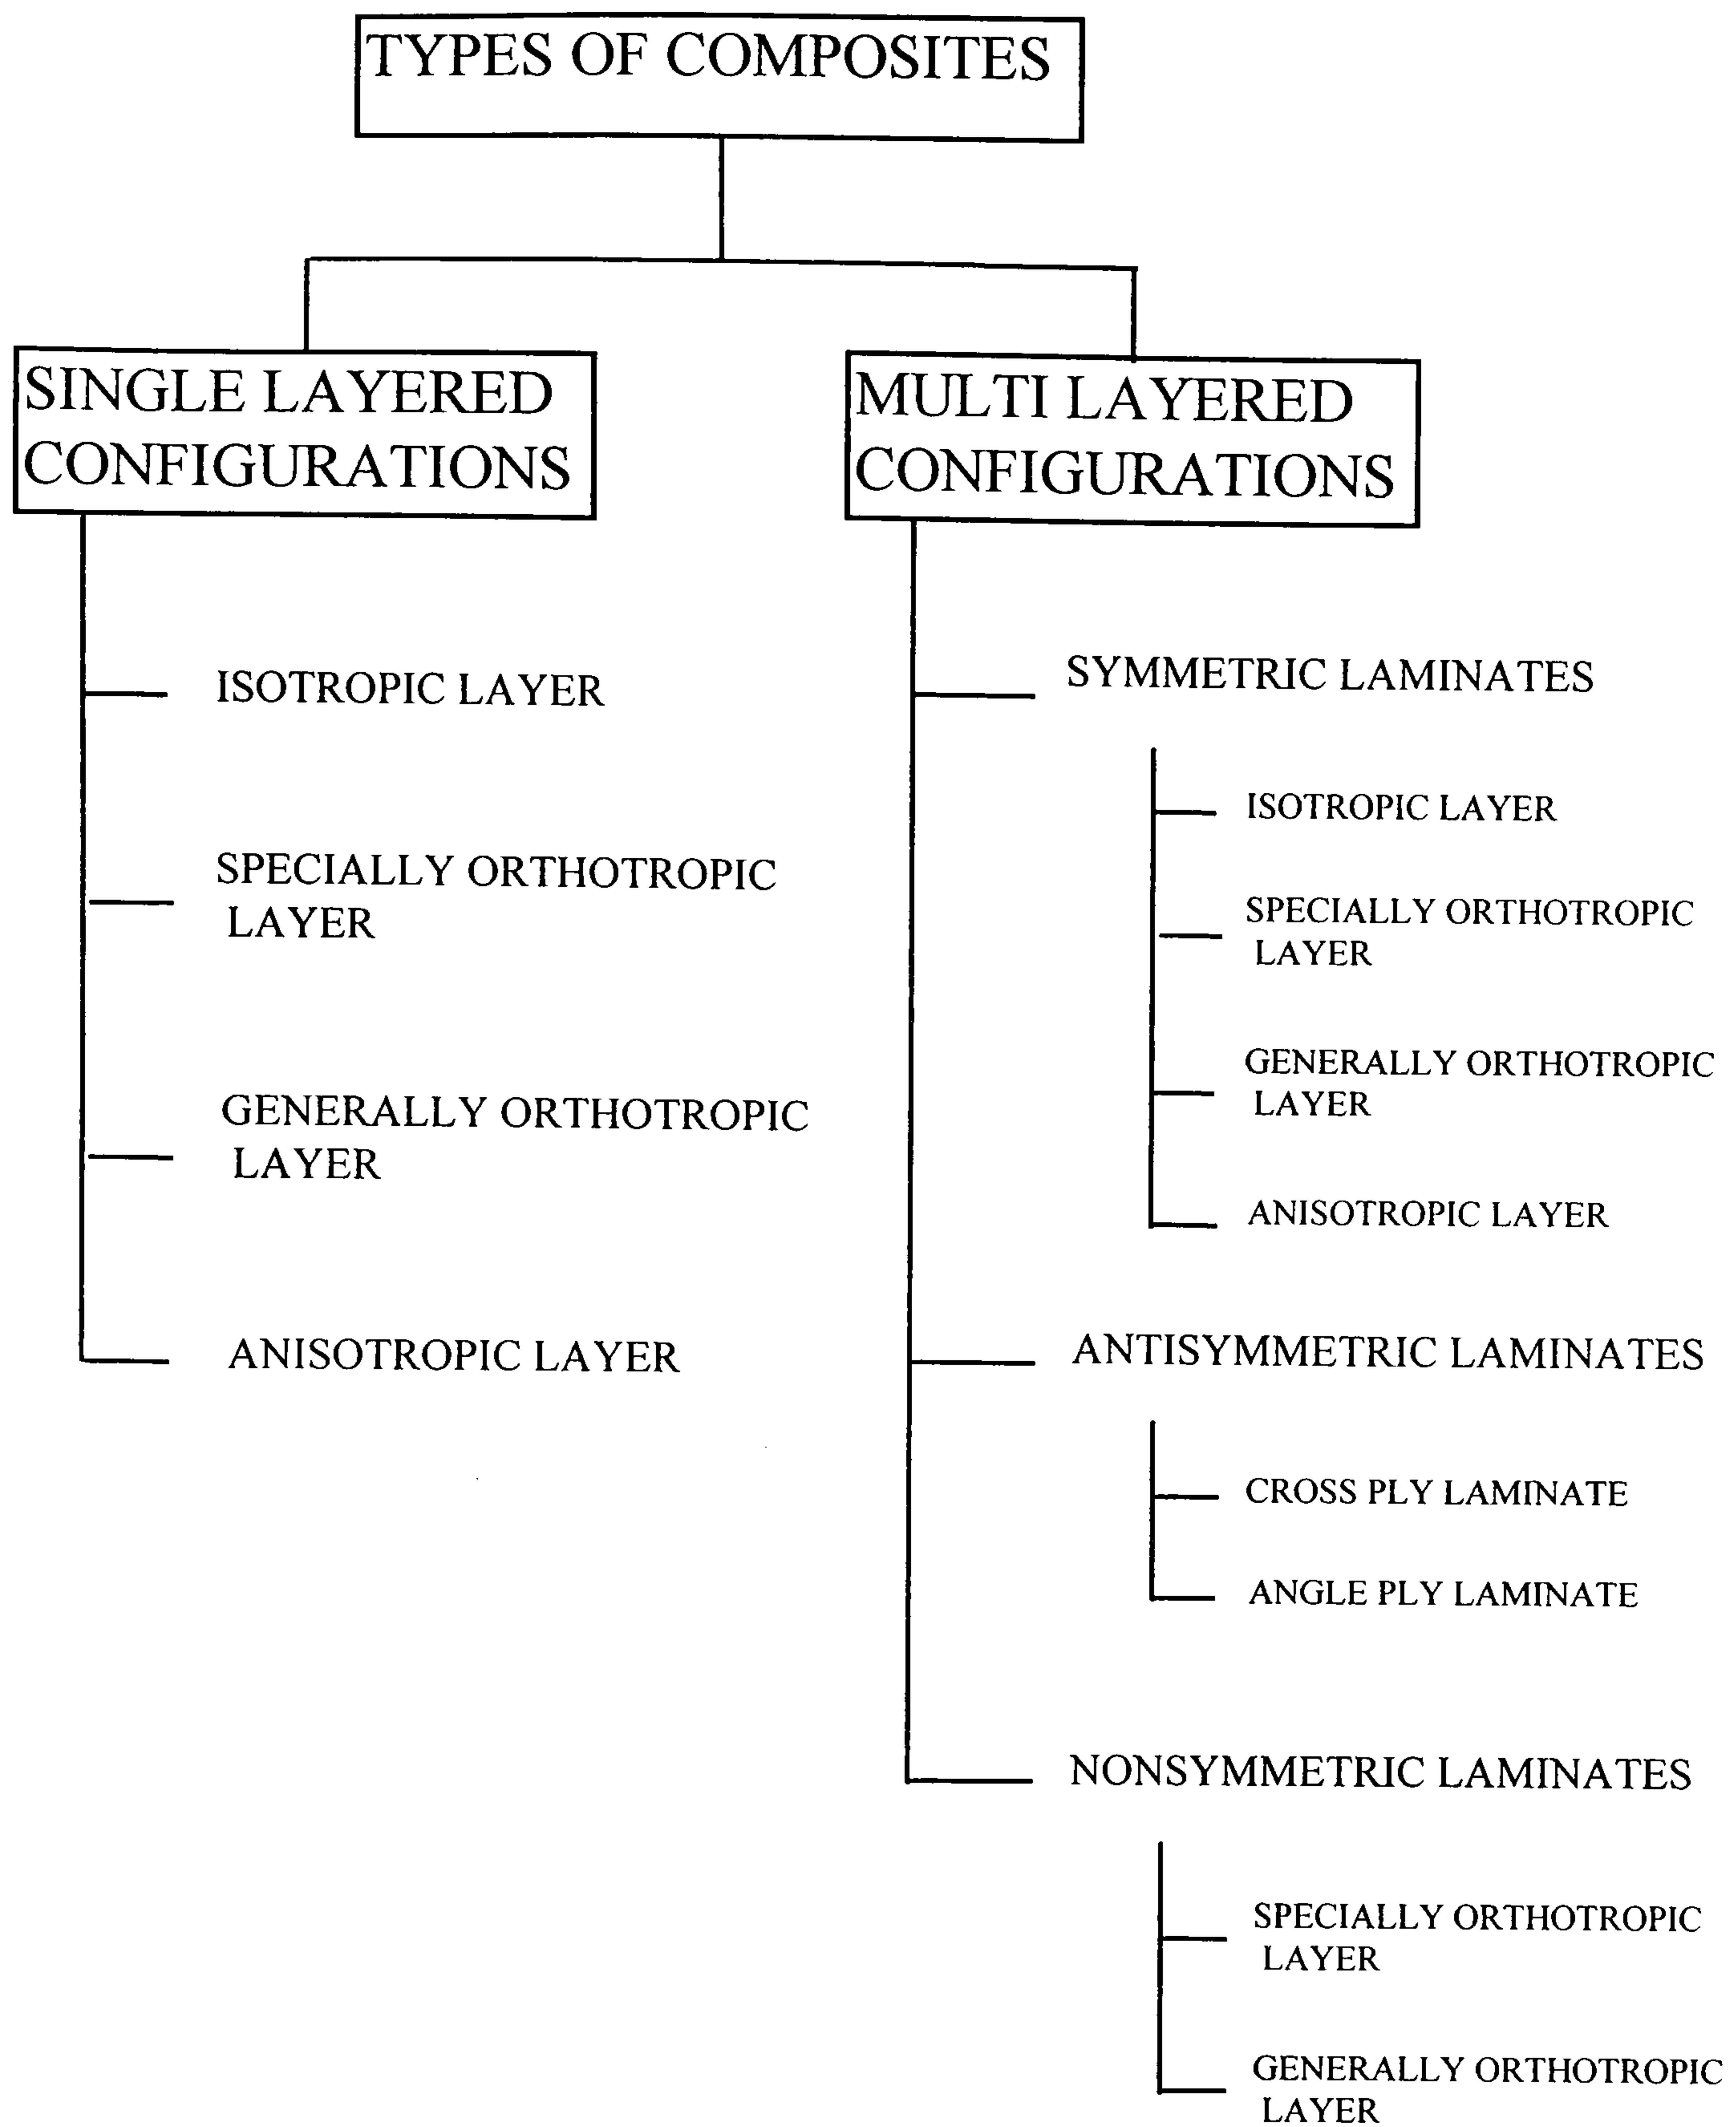 TYPES OF COMPOSITES
SINGLE LAYERED
CONFIGURATIONS
ISOTROPIC LAYER
SPECIALLY ORTHOTROPIC
LAYER
GENERALLY ORTHOTROPIC
LAYER
ANISOTROPIC LAYER
MULTI LAYERED
CONFIGURATIONS
SYMMETRIC LAMINATES
ISOTROPIC LAYER
SPECIALLY ORTHOTROPIC
LAYER
GENERALLY ORTHOTROPIC
LAYER
ANISOTROPIC LAYER
ANTISYMMETRIC LAMINATES
CROSS PLY LAMINATE
ANGLE PLY LAMINATE
NONSYMMETRIC LAMINATES
SPECIALLY ORTHOTROPIC
LAYER
GENERALLY ORTHOTROPIC
LAYER